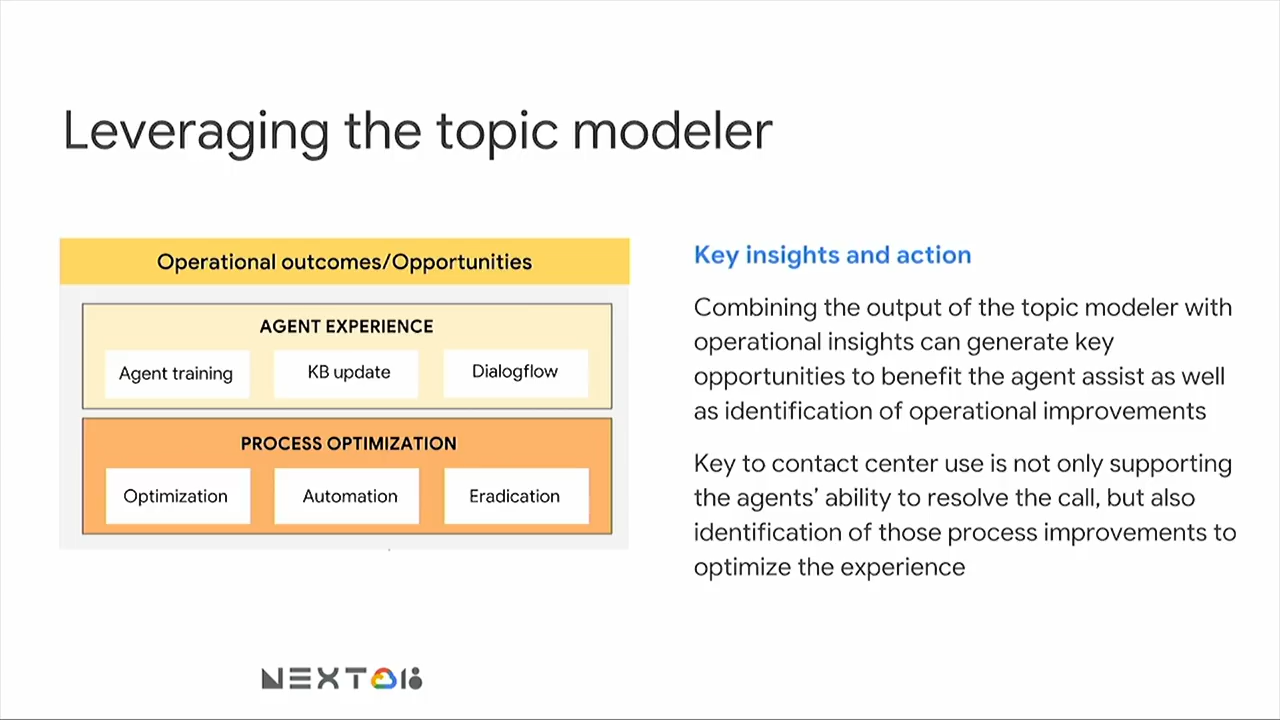 Leveraging the topic modeler
Operational outcomes/Opportunities
AGENT EXPERIENCE
Agent training
KB update
Dialogflow
PROCESS OPTIMIZATION
Optimization
Automation
Eradication
Key insights and action
Combining the output of the topic modeler with
operational insights can generate key
opportunities to benefit the agent assist as well
as identification of operational improvements
Key to contact center use is not only supporting
the agents’ ability to resolve the call, but also
identification of those process improvements to
optimize the experience
NEXT 18